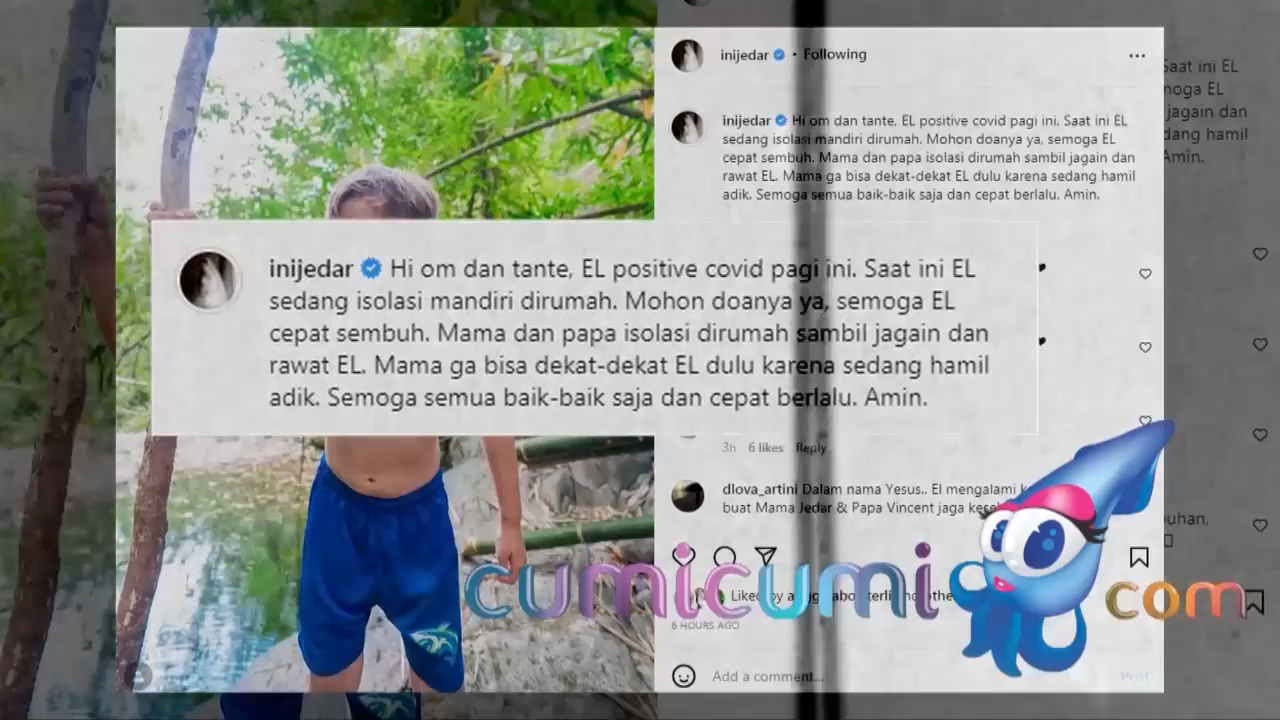 inijedar • Following
inijedar Hi om dan tante, EL positive covid pagi ini. Saat ini EL
sedang isolasi mandiri dirumah. Mohon doanya ya, semoga EL
cepat sembuh. Mama dan papa isolasi dirumah sambil jagain dan
rawat EL. Mama ga bisa dekat-dekat EL dulu karena sedang hamil
adik. Semoga semua baik-baik saja dan cepat berlalu. Amin.
Saat ini EL
moga EL
jagain dan
dang hamil
Amin.
inijedar Hi om dan tante, EL positive covid pagi ini. Saat ini EL
sedang isolasi mandiri dirumah. Mohon doanya ya, semoga EL
cepat sembuh. Mama dan papa isolasi dirumah sambil jagain dan
rawat EL. Mama ga bisa dekat-dekat EL dulu karena sedang hamil
adik. Semoga semua baik-baik saja dan cepat berlalu. Amin.
3h 6 likes Reply
dlova_artini Dalam nama Yesus.. El mengalami
buat Mama Jedar & Papa Vincent jaga
uhan,
cumicumi com
Liked by
6 HOURS AGO
Add a comment...
Post